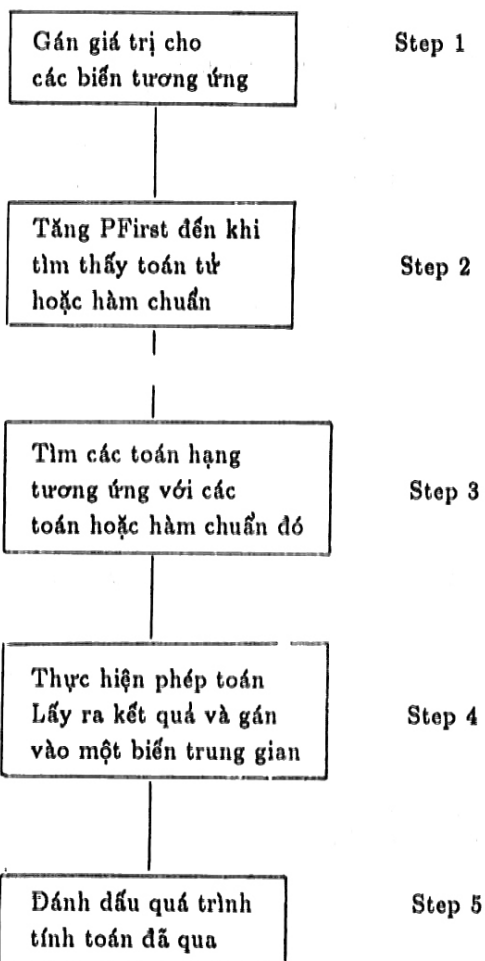 Gán giá trị cho
các biến tương ứng
Step 1
Tăng PFirst đến khi
tìm thấy toán tử
hoặc hàm chuẩn
Step 2
Tìm các toán hạng
tương ứng với các
toán hoặc hàm chuẩn đó
Step 3
Thực hiện phép toán
Lấy ra kết quả và gán
vào một biến trung gian
Step 4
Đánh dấu quá trình
tính toán đã qua
Step 5